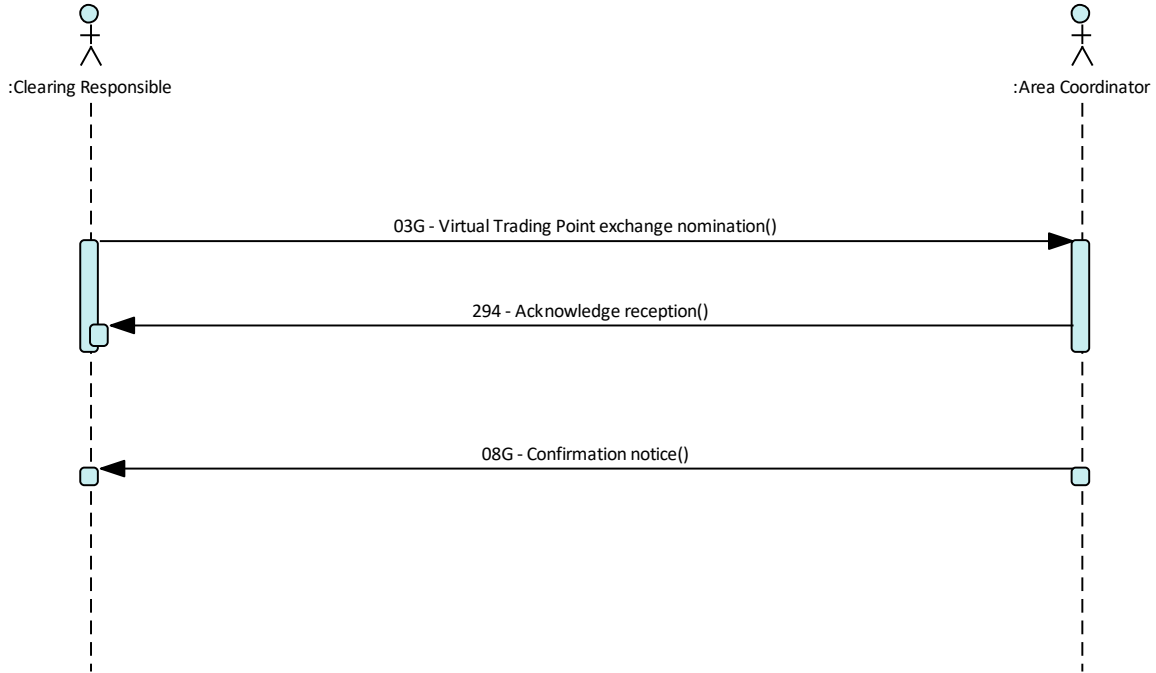 :Clearing Responsible
:Area Coordinator
03G - Virtual Trading Point exchange nomination()
294 - Acknowledge reception()
08G - Confirmation notice()